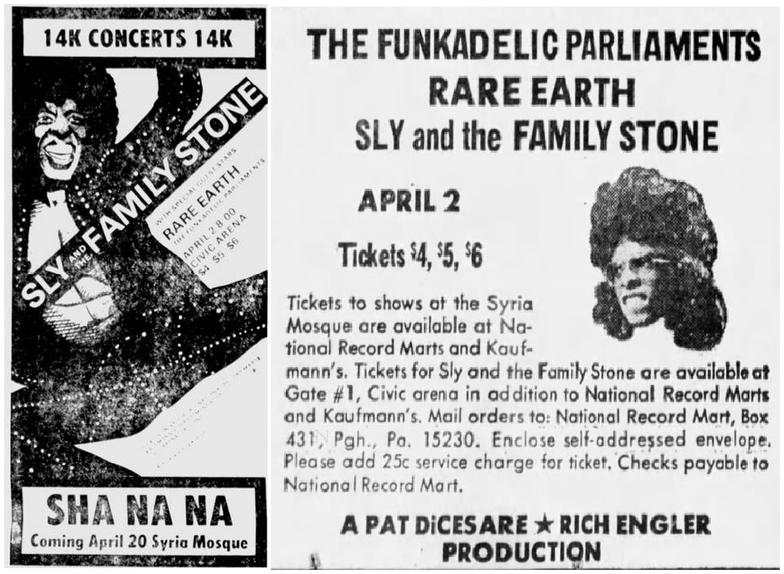 14K CONCERTS 14K
SLY AND THE FAMILY STONE
WITH SPECIAL GUEST STARS
RARE EARTH
THE FUNKADELIC PARLIAMENTS
APRIL 2 8:00
CIVIC ARENA
$4 $5 $6
SHA NA NA
Coming April 20 Syria Mosque
THE FUNKADELIC PARLIAMENTS
RARE EARTH
SLY and the FAMILY STONE
APRIL 2
Tickets $4, $5, $6
Tickets to shows at the Syria
Mosque are available at Na-
tional Record Marts and Kauf-
mann's. Tickets for Sly and the Family Stone are available at
Gate #1, Civic arena in addition to National Record Marts
and Kaufmann's. Mail orders to: National Record Mart, Box
431, Pgh., Pa. 15230. Enclose self-addressed envelope.
Please add 25c service charge for ticket. Checks payable to
National Record Mart.
A PAT DiCESARE ★ RICH ENGLER
PRODUCTION